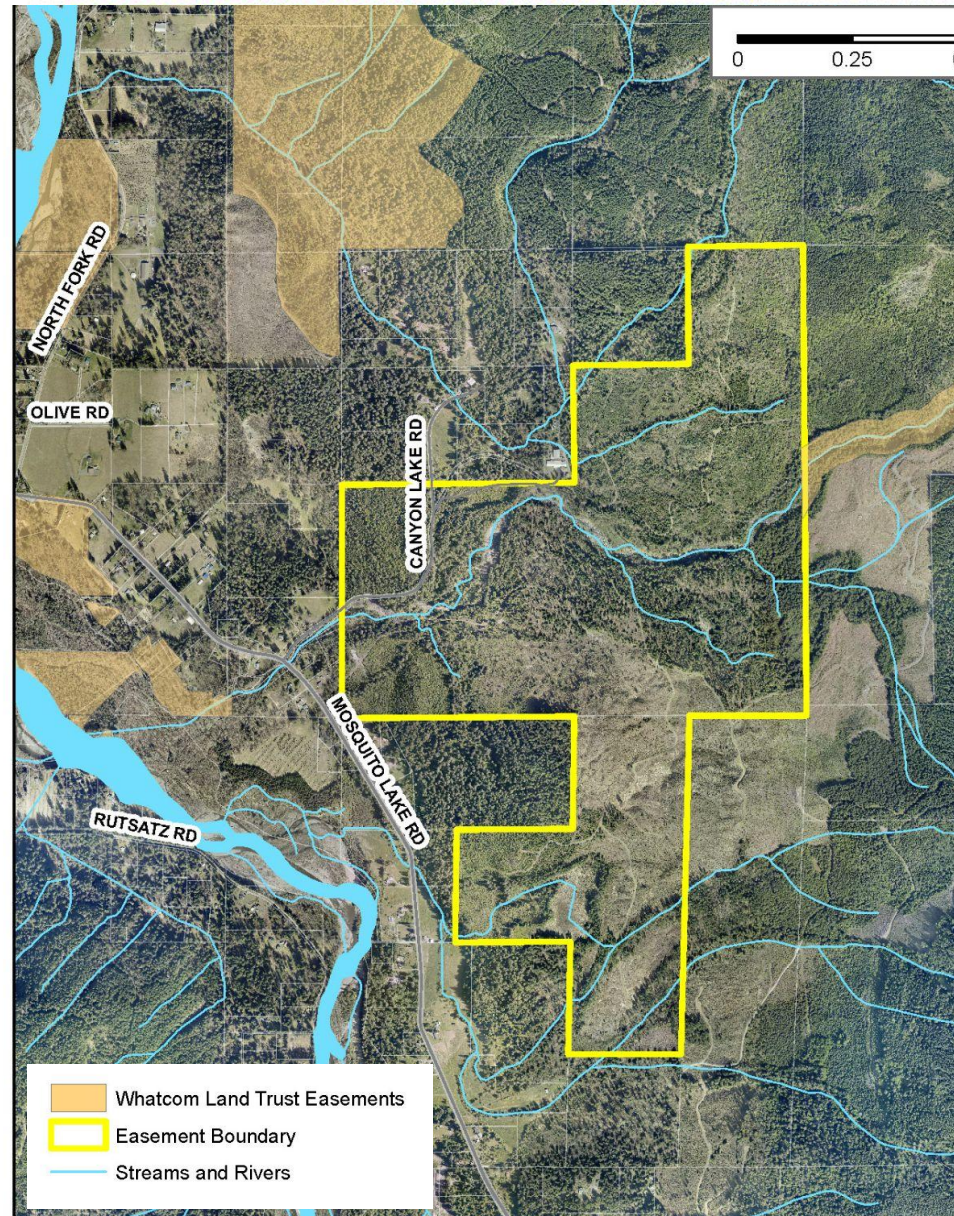 0 0.25
NORTH FORK RD
OLIVE RD
CANYON LAKE RD
MOSQUITO LAKE RD
RUTSATZ RD
Whatcom Land Trust Easements
Easement Boundary
Streams and Rivers